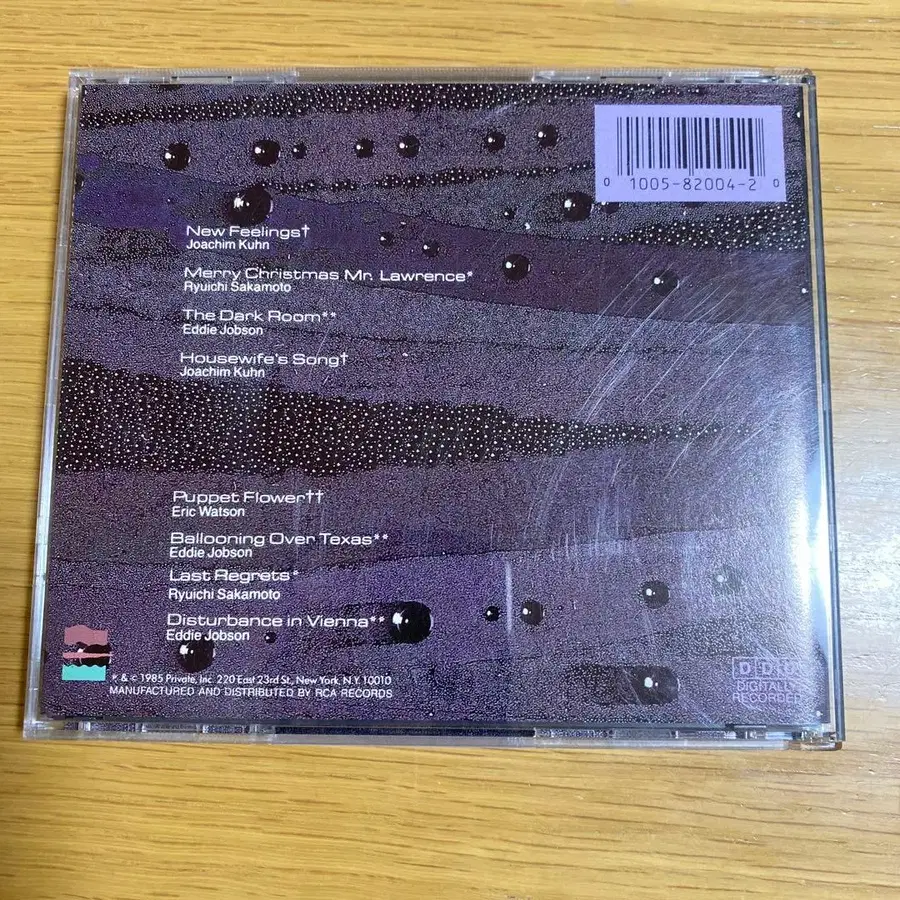 0 1005-82004-2 0
New Feelings†
Joachim Kuhn
Merry Christmas Mr. Lawrence*
Ryuichi Sakamoto
The Dark Room**
Eddie Jobson
Housewife's Song†
Joachim Kuhn
Puppet Flower††
Eric Watson
Ballooning Over Texas**
Eddie Jobson
Last Regrets*
Ryuichi Sakamoto
Disturbance in Vienna**
Eddie Jobson
* & © 1985 Private, Inc. 220 East 23rd St., New York, N.Y. 10010
MANUFACTURED AND DISTRIBUTED BY RCA RECORDS
D D D
DIGITALLY
RECORDED